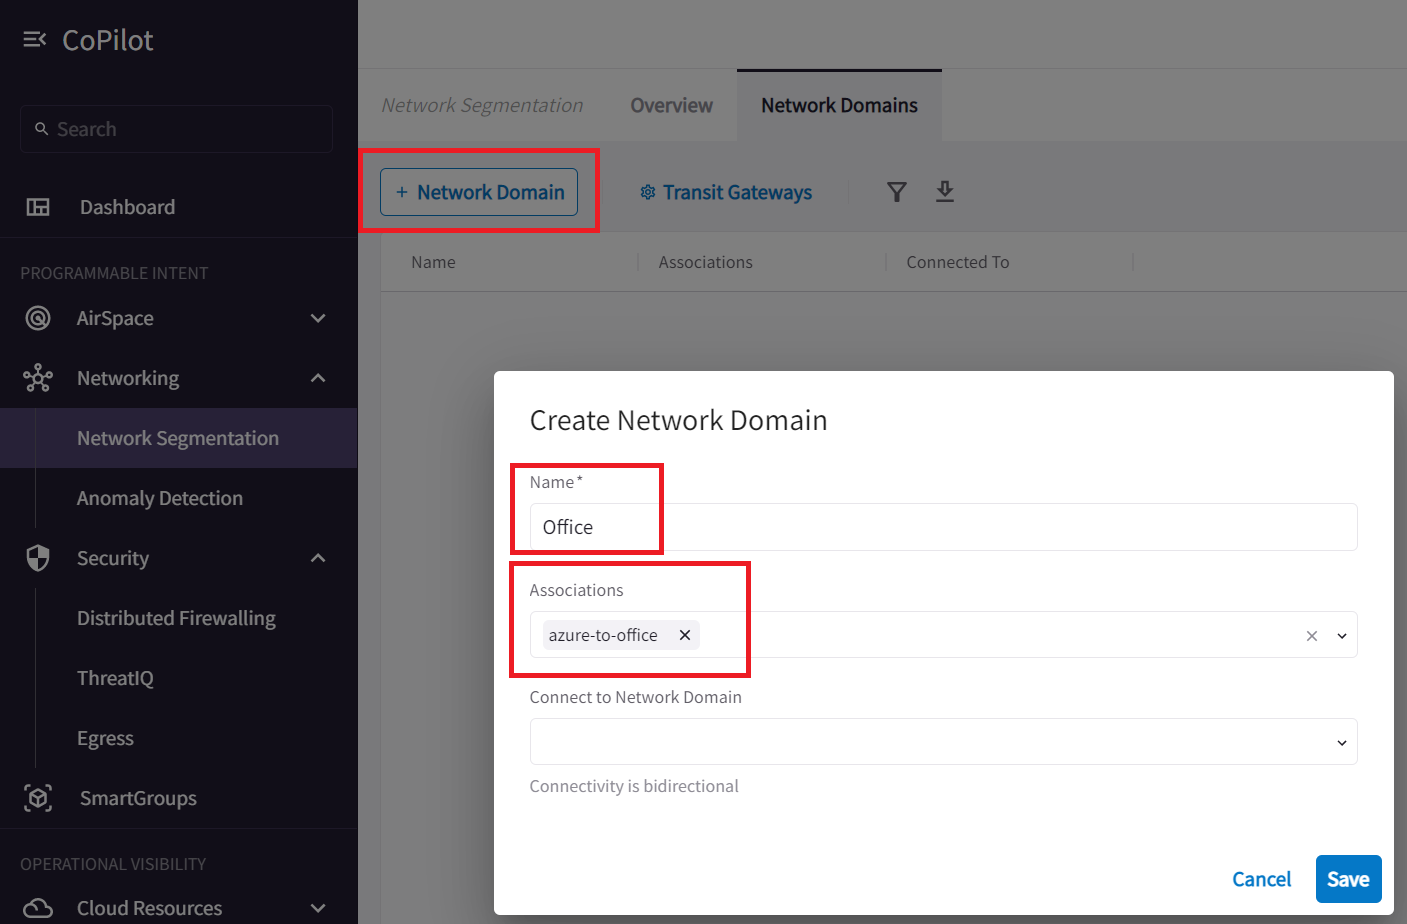 CoPilot
Search
Dashboard
PROGRAMMABLE INTENT
AirSpace
Networking
Network Segmentation
Anomaly Detection
Security
Distributed Firewalling
ThreatIQ
Egress
SmartGroups
OPERATIONAL VISIBILITY
Cloud Resources
Network Segmentation Overview Network Domains
+ Network Domain Transit Gateways
Name Associations Connected To
Create Network Domain
Name*
Office
Associations
azure-to-office
Connect to Network Domain
Connectivity is bidirectional
Cancel Save